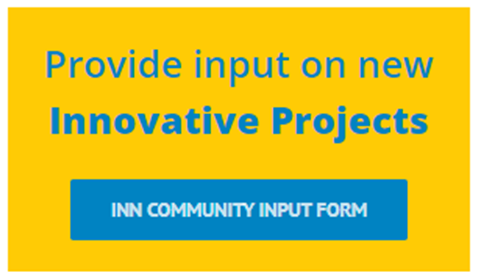 Provide input on new
Innovative Projects
INN COMMUNITY INPUT FORM